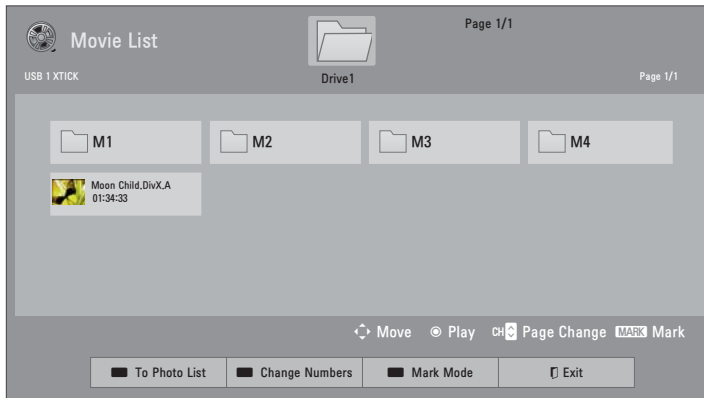 Page 1/1
Movie List
USB 1 XTICK
Drive1
Page 1/1
M1
M2
M3
M4
Moon Child.DivX.A
01:34:33
Move
Play
CH
Page Change
MARK
Mark
To Photo List
Change Numbers
Mark Mode
Exit